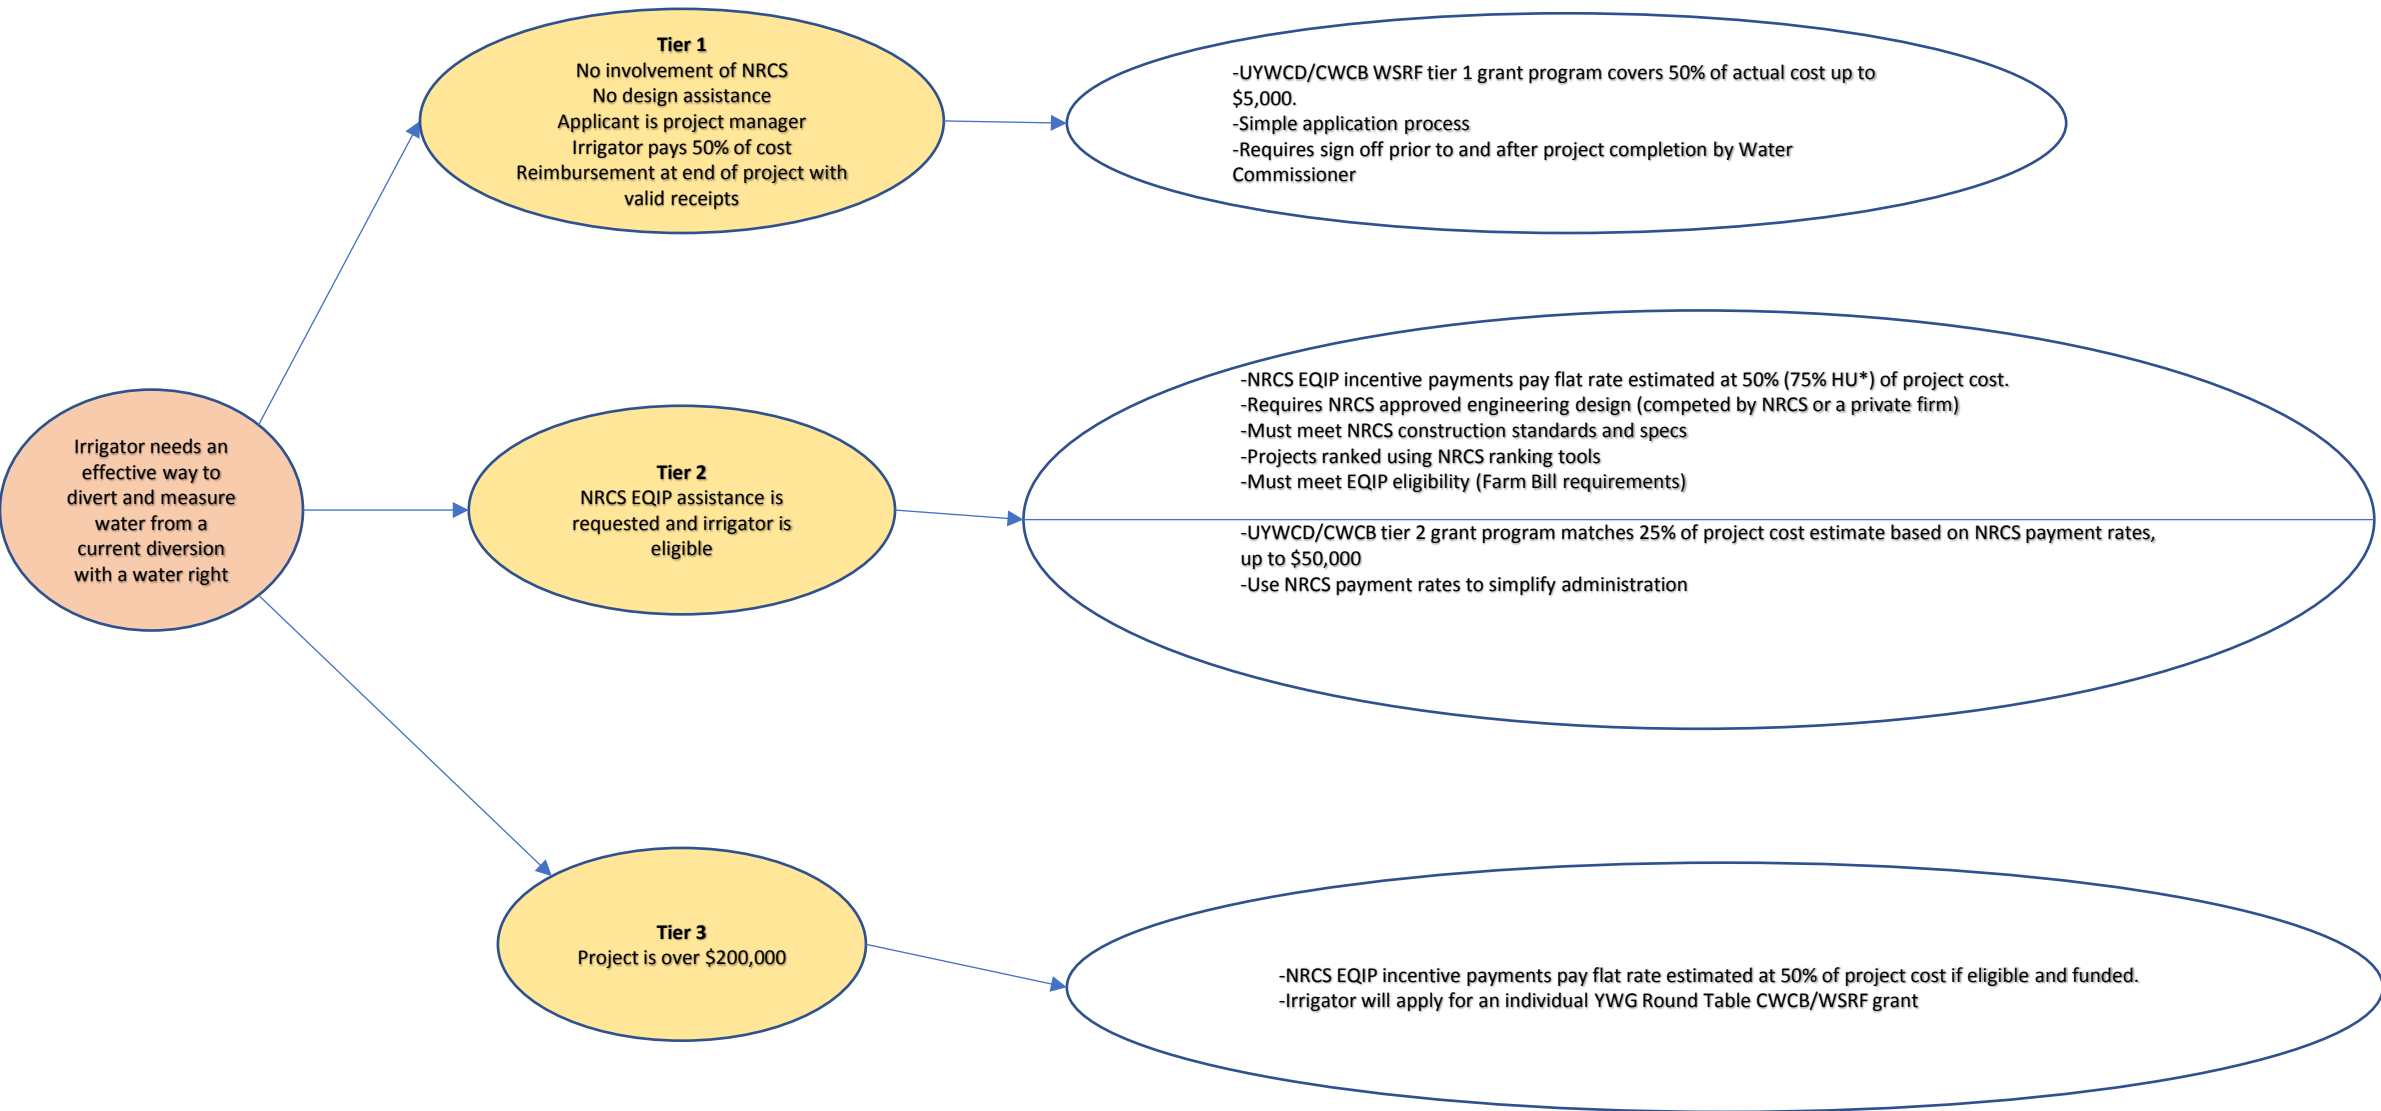 Tier 1
No involvement of NRCS
No design assistance
Applicant is project manager
Irrigator pays 50% of cost
Reimbursement at end of project with
valid receipts
-UYWCD/CWCB WSRF tier 1 grant program covers 50% of actual cost up to
$5,000.
-Simple application process
-Requires sign off prior to and after project completion by Water
Commissioner
Irrigator needs an
effective way to
divert and measure
water from a
current diversion
with a water right
Tier 2
NRCS EQIP assistance is
requested and irrigator is
eligible
-NRCS EQIP incentive payments pay flat rate estimated at 50% (75% HU*) of project cost.
-Requires NRCS approved engineering design (competed by NRCS or a private firm)
-Must meet NRCS construction standards and specs
-Projects ranked using NRCS ranking tools
-Must meet EQIP eligibility (Farm Bill requirements)
-UYWCD/CWCB tier 2 grant program matches 25% of project cost estimate based on NRCS payment rates,
up to $50,000
-Use NRCS payment rates to simplify administration
Tier 3
Project is over $200,000
-NRCS EQIP incentive payments pay flat rate estimated at 50% of project cost if eligible and funded.
-Irrigator will apply for an individual YWG Round Table CWCB/WSRF grant